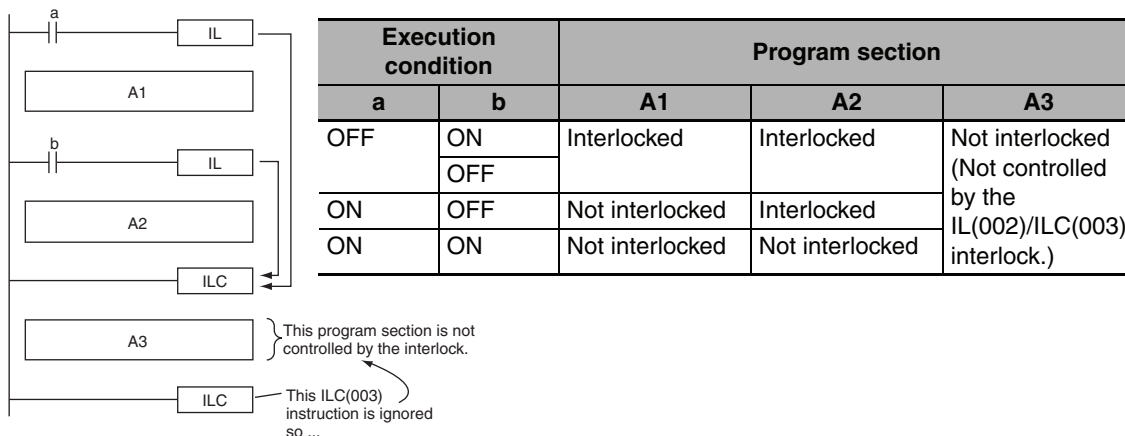 a
IL
A1
b
IL
A2
ILC
A3
This program section is not
controlled by the interlock.
ILC
This ILC(003)
instruction is ignored
so ...
Execution
condition
Program section
a
b
A1
A2
A3
OFF
ON
Interlocked
Interlocked
Not interlocked
(Not controlled
by the
IL(002)/ILC(003)
interlock.)
OFF
ON
OFF
Not interlocked
Interlocked
ON
ON
Not interlocked
Not interlocked